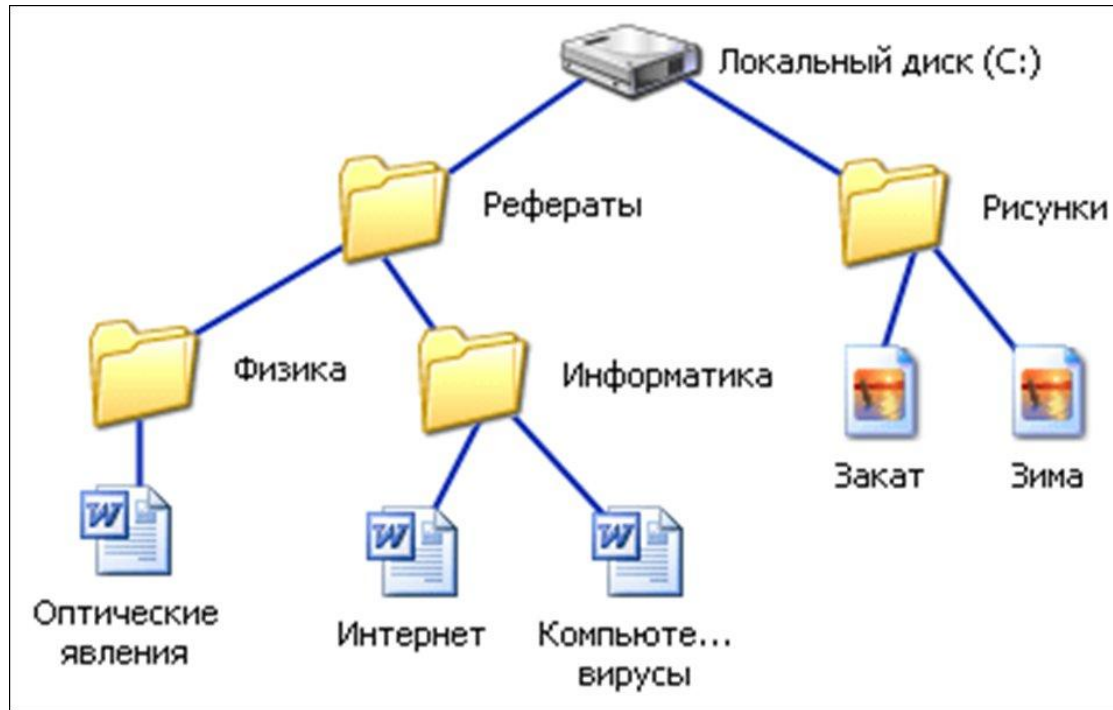 Локальный диск (C:)
Рефераты
Рисунки
Физика
Информатика
Закат
Зима
Оптические
явления
Интернет
Компьюте...
вирусы